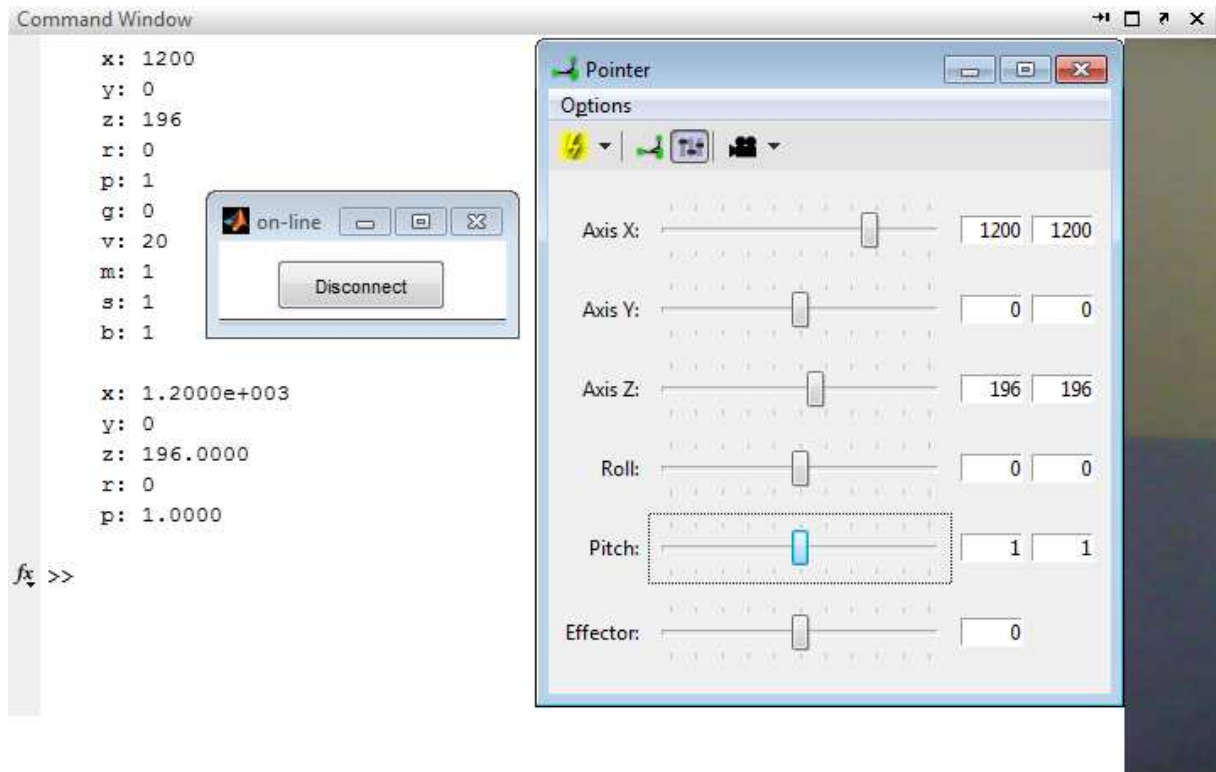 Command Window
x: 1200
y: 0
z: 196
r: 0
p: 1
g: 0
v: 20
m: 1
s: 1
b: 1
x: 1.2000e+003
y: 0
z: 196.0000
r: 0
p: 1.0000
fx >>
on-line
Disconnect
Pointer
Options
Axis X: 1200 1200
Axis Y: 0 0
Axis Z: 196 196
Roll: 0 0
Pitch: 1 1
Effector: 0